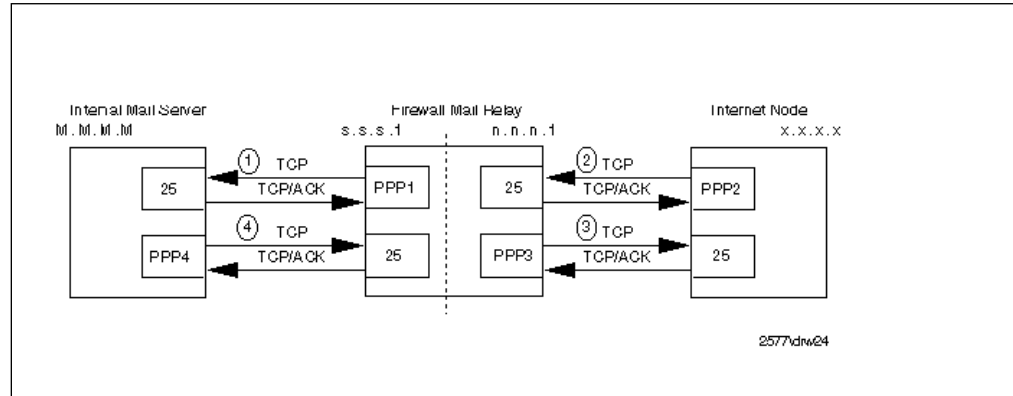 Internal Mail Server Firewall Mail Relay Internet Node
M.M.M.M s.s.s.1 n.n.n.1 x.x.x.x
1 TCP 2 TCP
25 PPP1 25 PPP2
TCP/ACK TCP/ACK
4 TCP 3 TCP
PPP4 25 PPP3 25
TCP/ACK TCP/ACK
2577\drw24